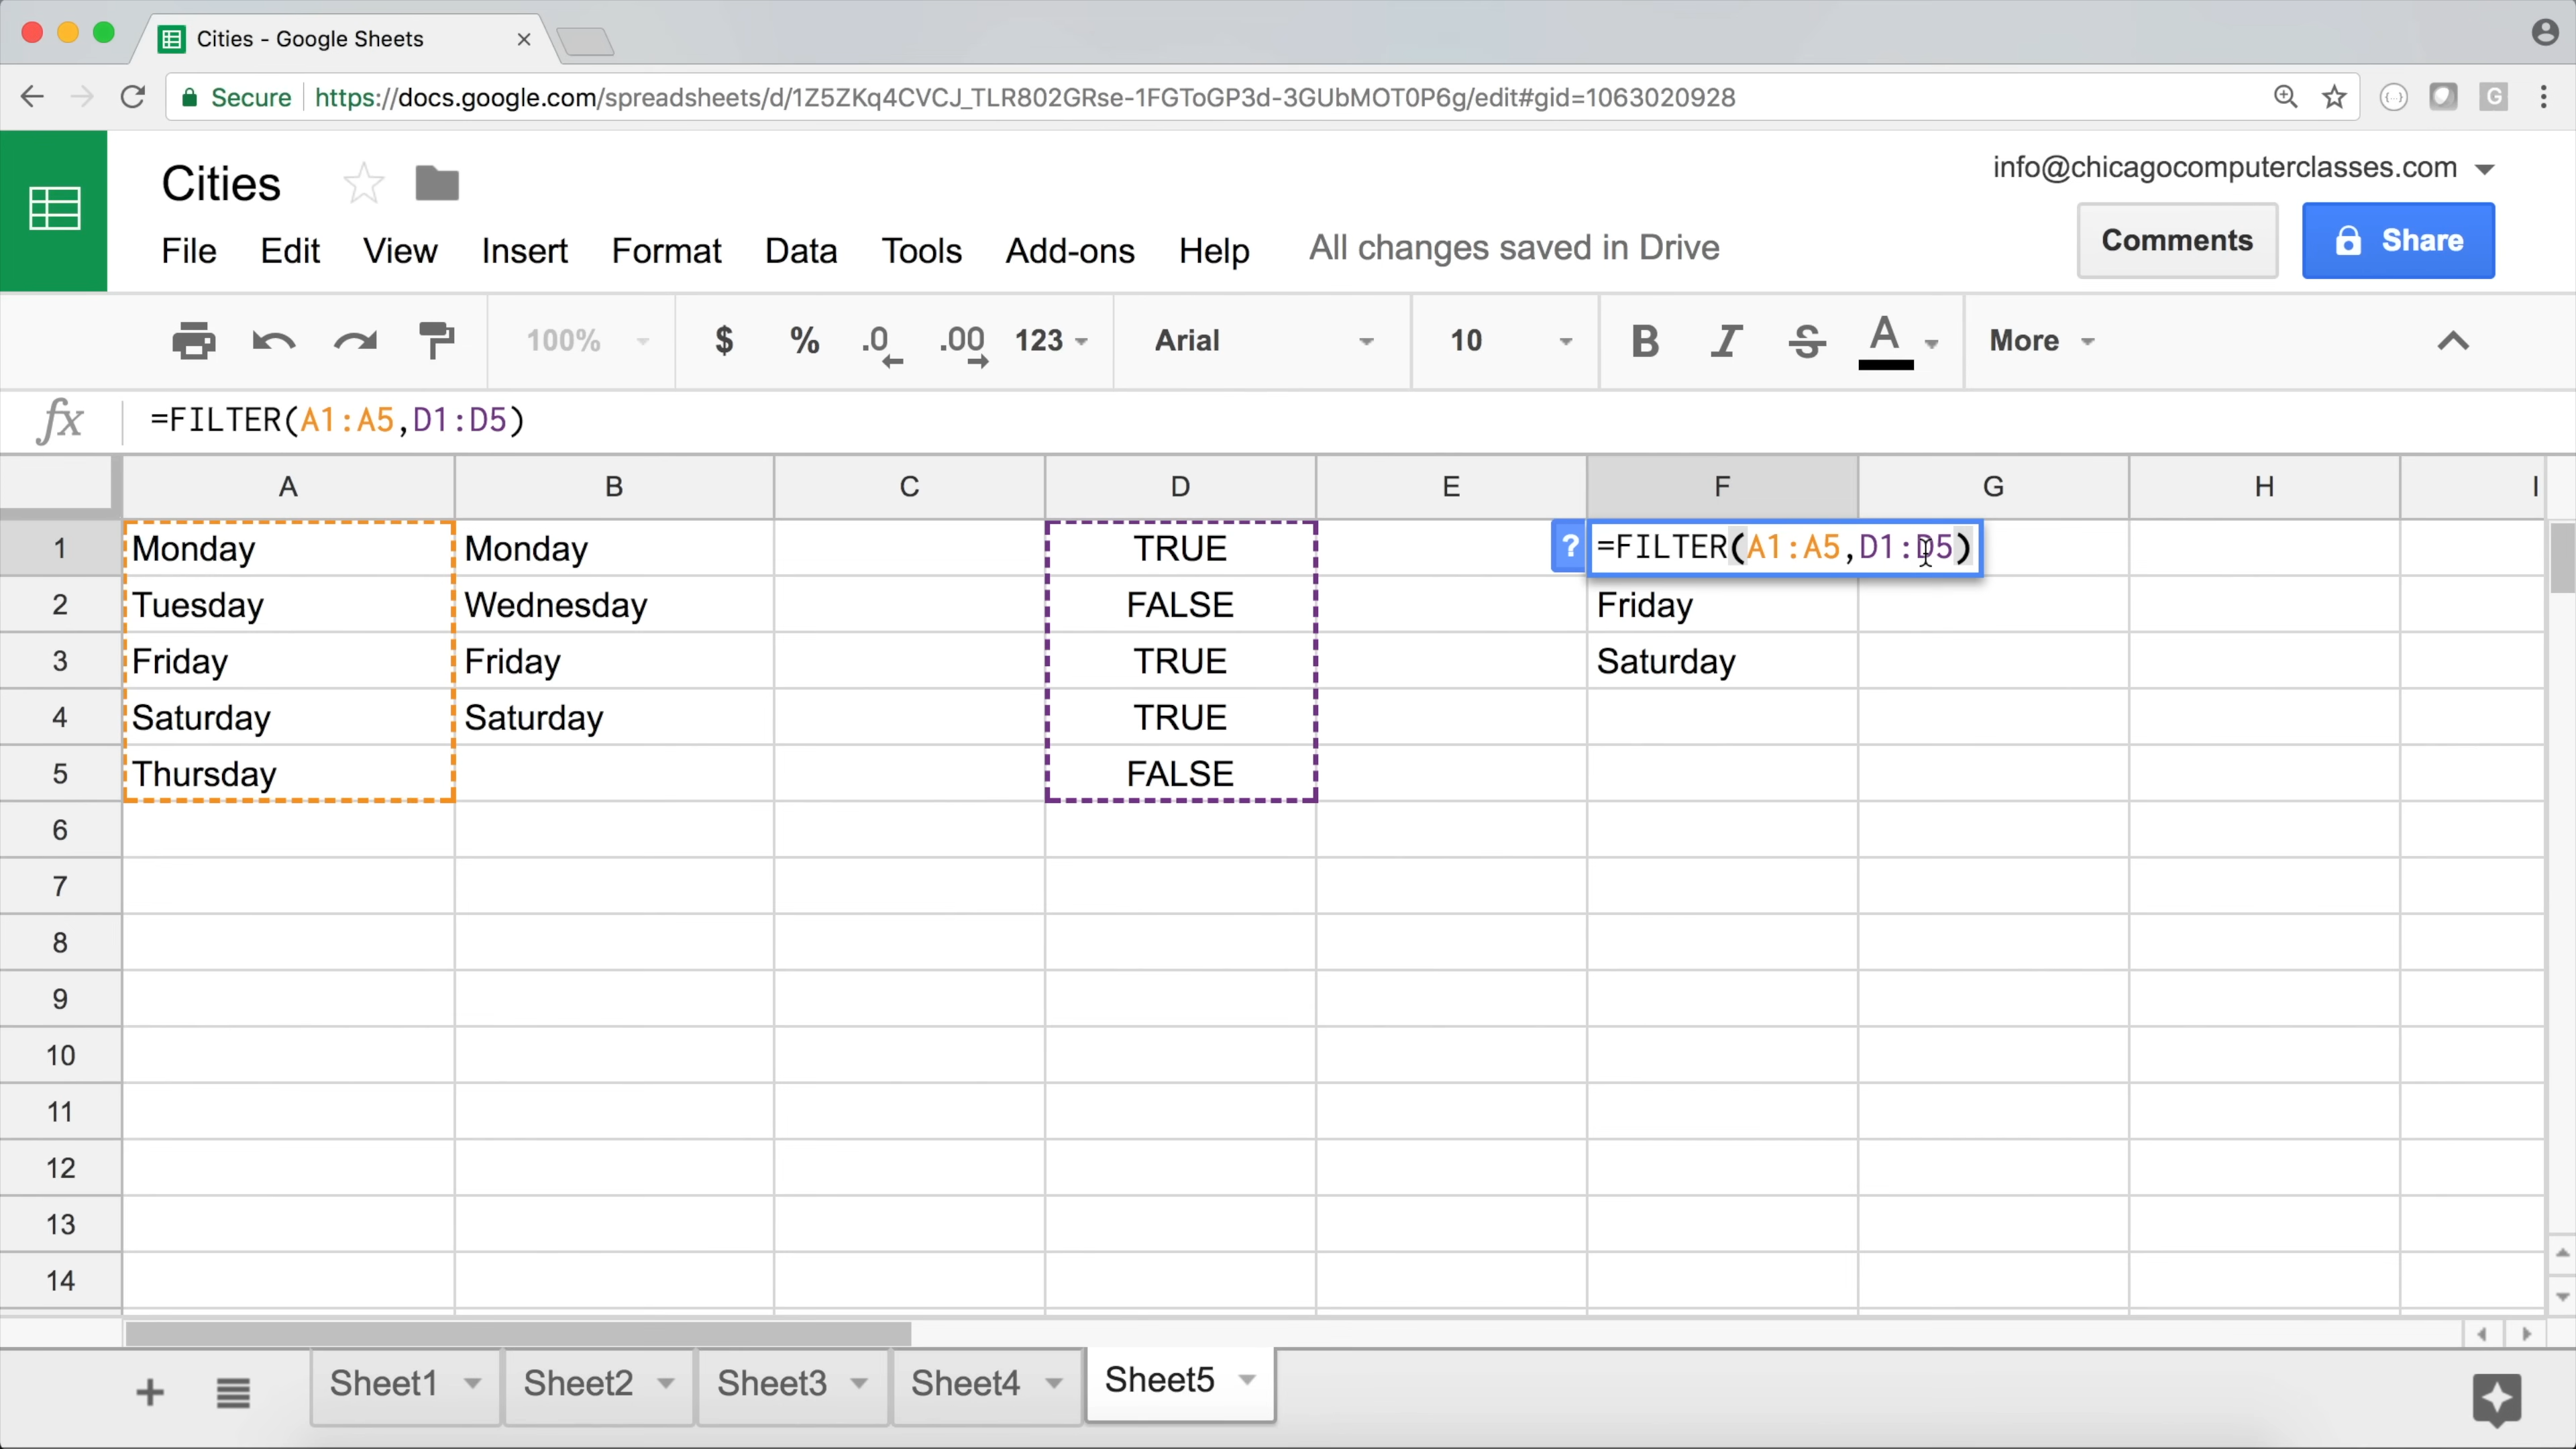 Cities - Google Sheets
Secure https://docs.google.com/spreadsheets/d/1Z5ZKq4CVCJ_TLR802GRse-1FGToGP3d-3GUbMOT0P6g/edit#gid=1063020928
G
info@chicagocomputerclasses.com
Cities
File Edit View Insert Format Data Tools Add-ons Help All changes saved in Drive
Comments Share
100% $ % .0 .00 123 Arial 10 B I S A More
fx =FILTER(A1:A5,D1:D5)
A B C D E F G H I
1 Monday Monday TRUE ? =FILTER(A1:A5,D1:D5)
2 Tuesday Wednesday FALSE Friday
3 Friday Friday TRUE Saturday
4 Saturday Saturday TRUE
5 Thursday FALSE
6
7
8
9
10
11
12
13
14
+ Sheet1 Sheet2 Sheet3 Sheet4 Sheet5